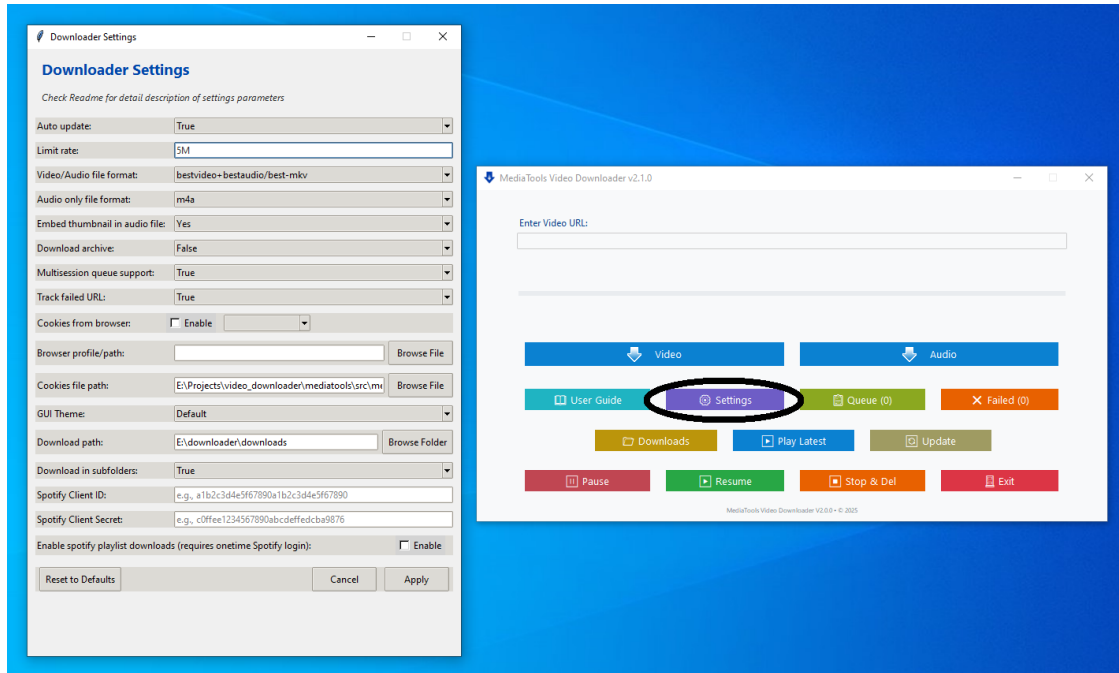 Downloader Settings
Downloader Settings
Check Readme for detail description of settings parameters
Auto update: True
Limit rate: 5M
Video/Audio file format: bestvideo+bestaudio/best-mkv
Audio only file format: m4a
Embed thumbnail in audio file: Yes
Download archive: False
Multisession queue support: True
Track failed URL: True
Cookies from browser: Enable
Browser profile/path: Browse File
Cookies file path: E:\Projects\video_downloader\mediatools\src\me Browse File
GUI Theme: Default
Download path: E:\downloader\downloads Browse Folder
Download in subfolders: True
Spotify Client ID: e.g., a1b2c3d4e5f67890a1b2c3d4e5f67890
Spotify Client Secret: e.g., c0ffee1234567890abcdeffedcba9876
Enable spotify playlist downloads (requires onetime Spotify login): Enable
Reset to Defaults Cancel Apply
MediaTools Video Downloader v2.1.0
Enter Video URL:
Video Audio
User Guide Settings Queue (0) Failed (0)
Downloads Play Latest Update
Pause Resume Stop & Del Exit
MediaTools Video Downloader V2.0.0 • © 2025